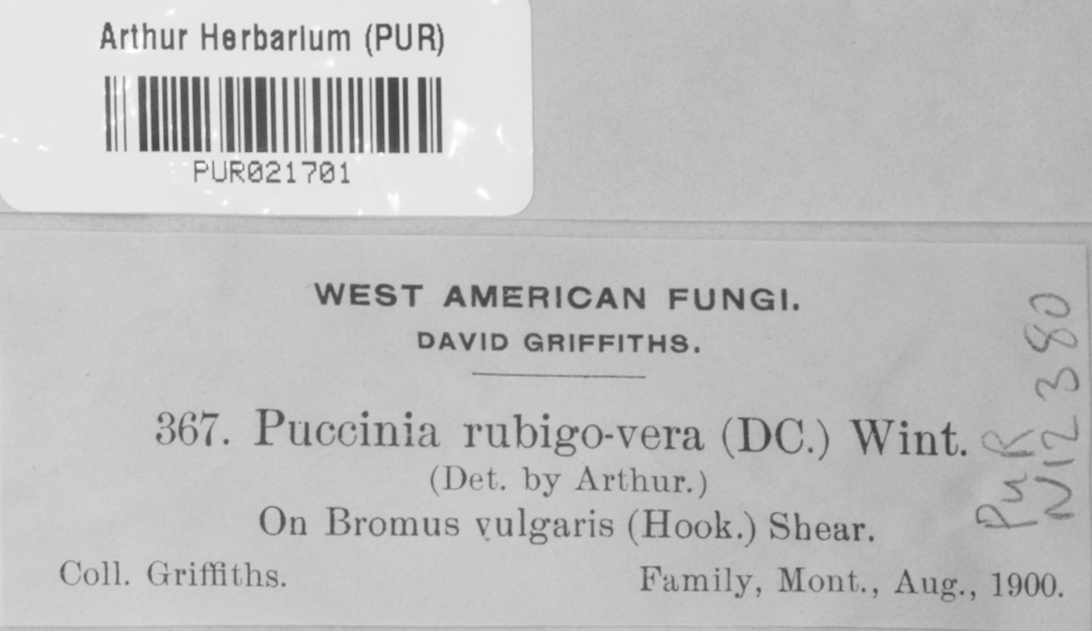 Arthur Herbarium (PUR)
PUR021701
WEST AMERICAN FUNGI.
DAVID GRIFFITHS.
367. Puccinia rubigo-vera (DC.) Wint.
(Det. by Arthur.)
On Bromus vulgaris (Hook.) Shear.
Coll. Griffiths.
Family, Mont., Aug., 1900.
PuR
N12380